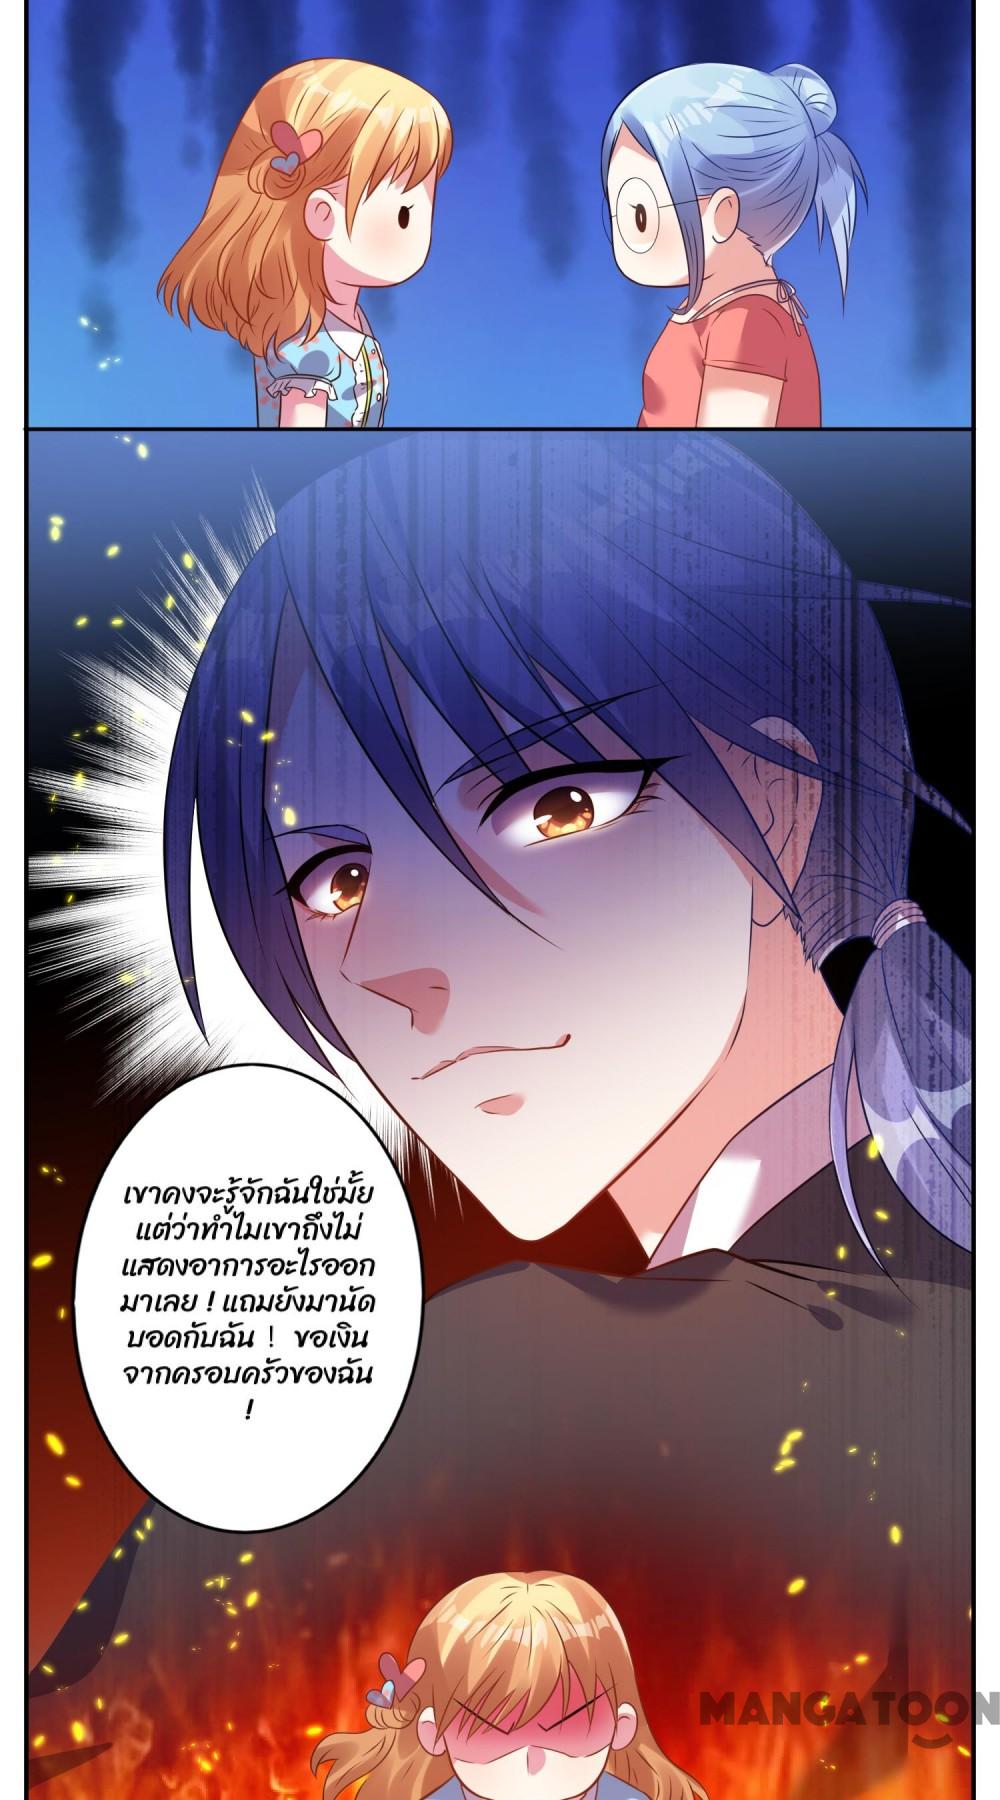 เขาคงจะรู้จักฉันใช่มั้ย
แต่ว่าทำไมเขาถึงไม่
แสดงอาการอะไรออก
มาเลย ! แถมยังมานัด
บอดกับฉัน ! ขอเงิน
จากครอบครัวของฉัน
!
MANGATOON